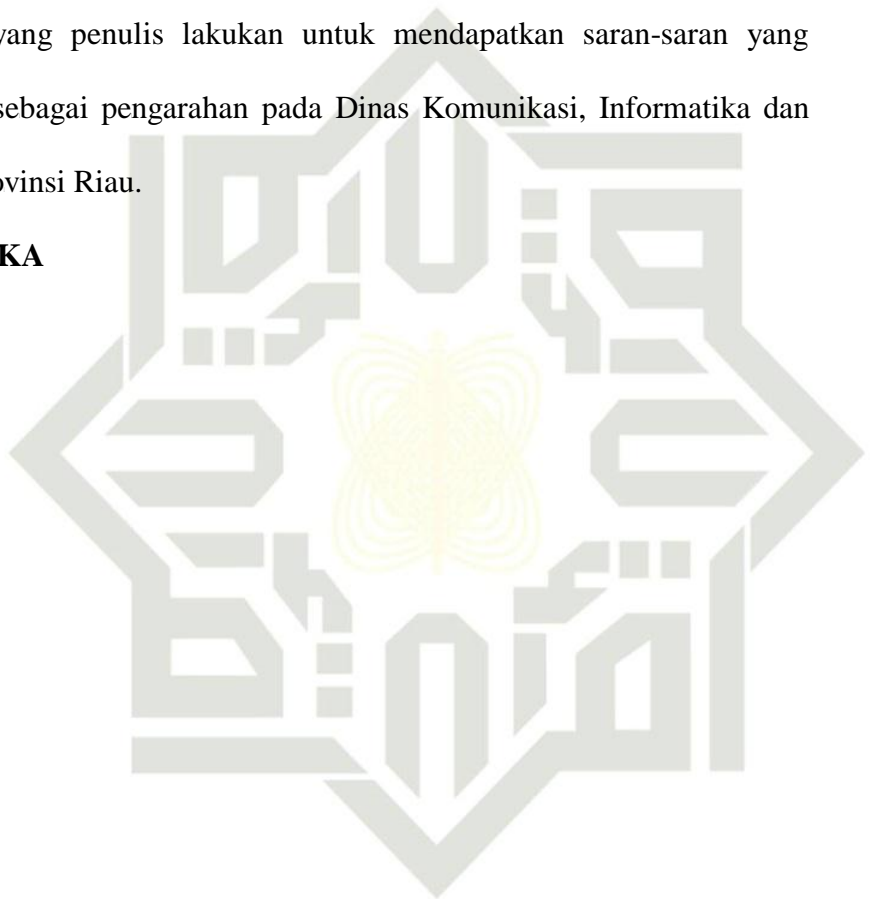 yang penulis lakukan untuk mendapatkan saran-saran yang
sebagai pengarahan pada Dinas Komunikasi, Informatika dan
ovinsi Riau.
KA